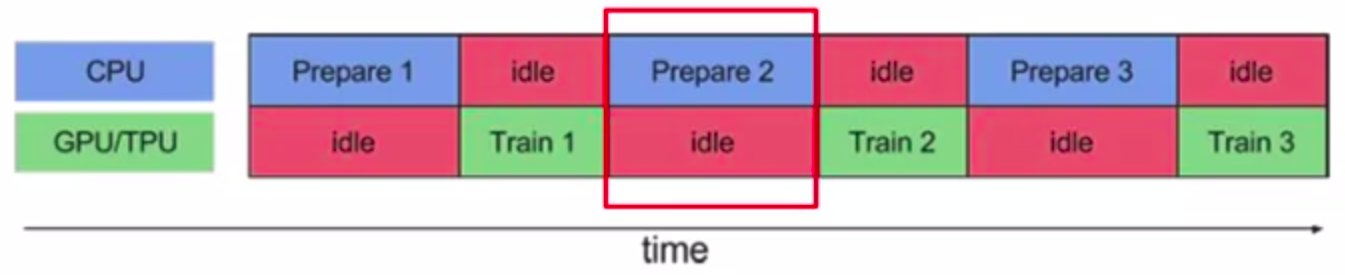 CPU Prepare 1 idle Prepare 2 idle Prepare 3 idle
GPU/TPU idle Train 1 idle Train 2 idle Train 3
time